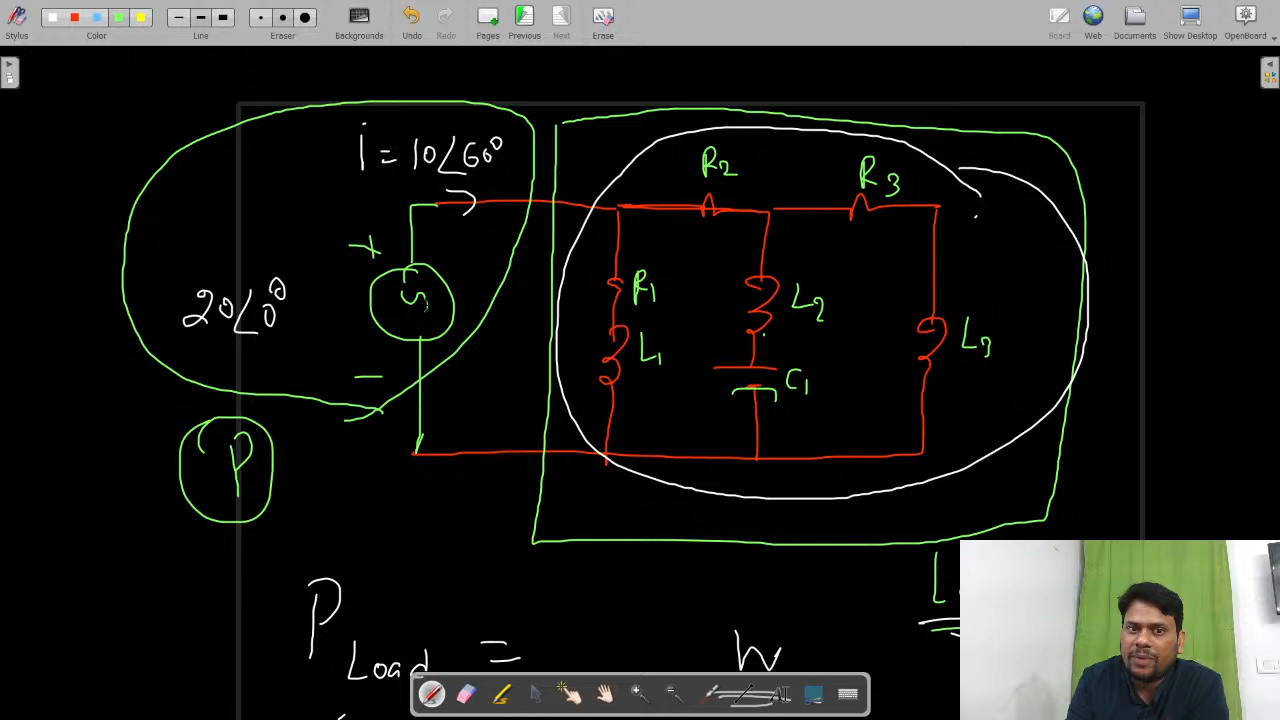 Stylus
Color
Line
Eraser
Backgrounds
Undo
Redo
Pages
Previous
Next
Erase
Board
Web
Documents
Show Desktop
OpenBoard
i = 10∠60°
R2
R3
+
20∠0°
R1
L2
L1
L3
C1
−
P
P Load = W